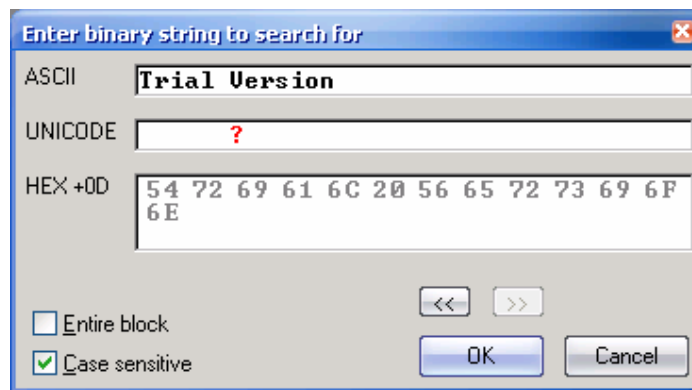 Enter binary string to search for
ASCII
Trial Version
UNICODE
?
HEX +0D
54 72 69 61 6C 20 56 65 72 73 69 6F
6E
<< >>
Entire block
Case sensitive
OK Cancel